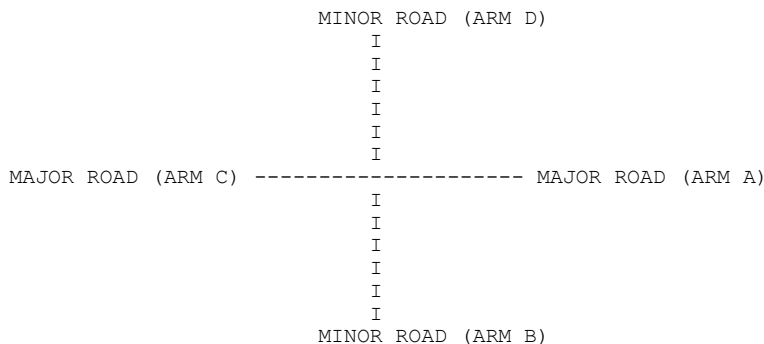 MINOR ROAD (ARM D)
I
I
I
I
I
I
MAJOR ROAD (ARM C) --------------------- MAJOR ROAD (ARM A)
I
I
I
I
I
I
MINOR ROAD (ARM B)